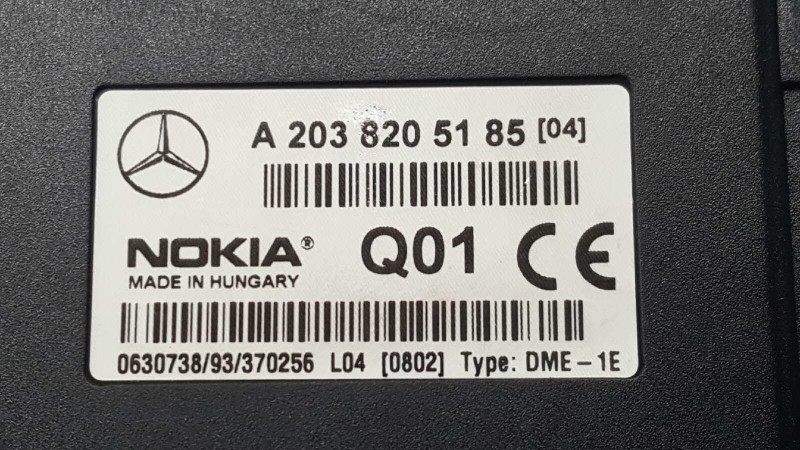 A 203 820 51 85 [04]
NOKIA® Q01 CE
MADE IN HUNGARY
0630738/93/370256 L04 [0802] Type: DME-1E